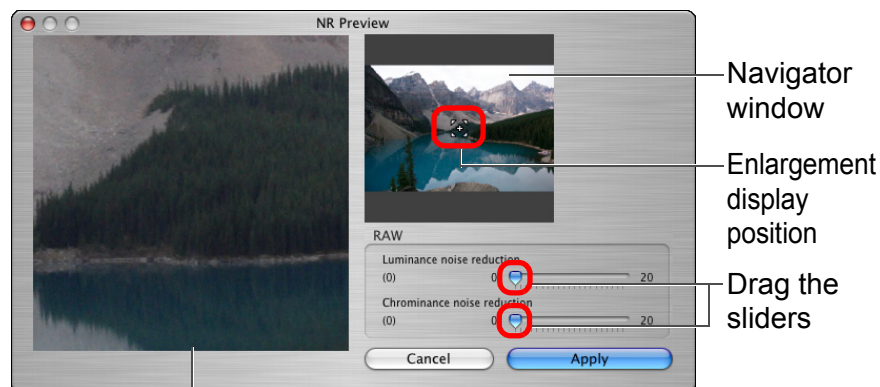 NR Preview
Navigator
window
Enlargement
display
position
RAW
Luminance noise reduction
(0) 0 20
Chrominance noise reduction
(0) 0 20
Drag the
sliders
Cancel Apply